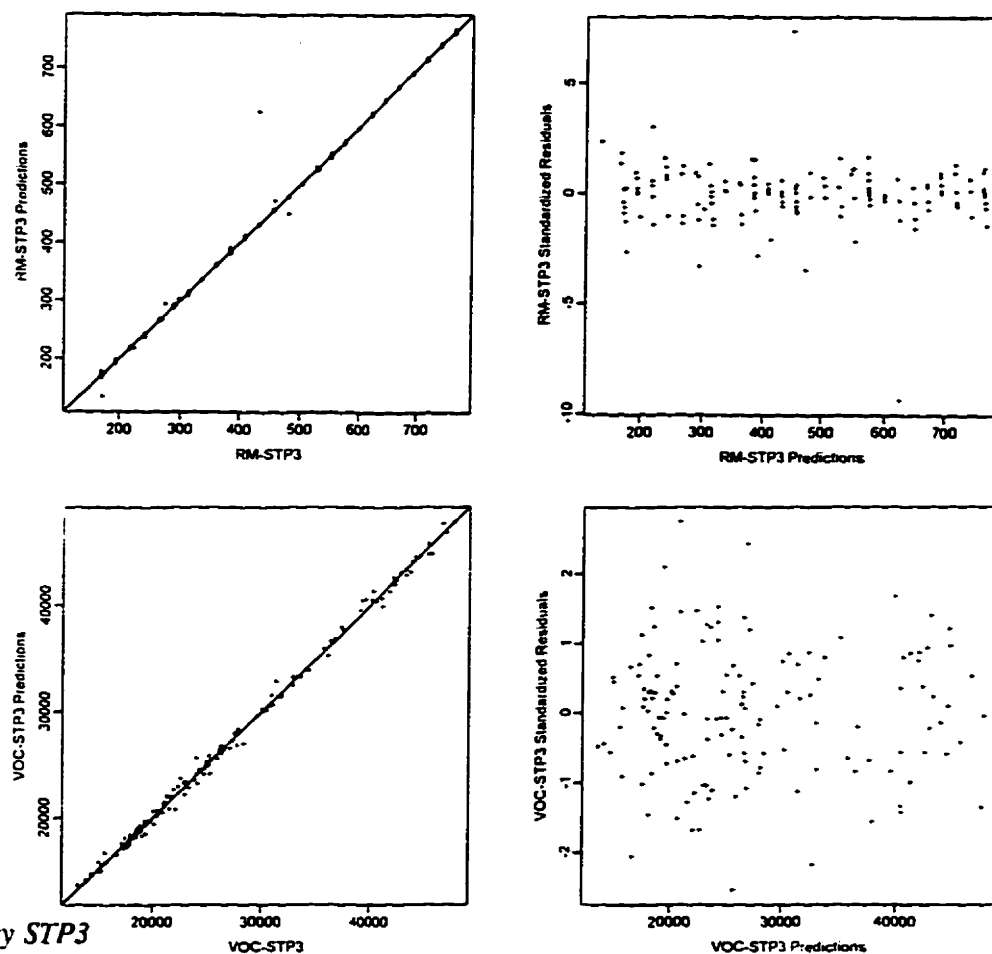 RM-STP3 Predictions
700
600
500
400
300
200
200 300 400 500 600 700
RM-STP3
RM-STP3 Standardized Residuals
5
0
-5
-10
200 300 400 500 600 700
RM-STP3 Predictions
VOC-STP3 Predictions
40000
30000
20000
20000 30000 40000
VOC-STP3
VOC-STP3 Standardized Residuals
2
1
0
-1
-2
20000 30000 40000
VOC-STP3 Predictions
y STP3